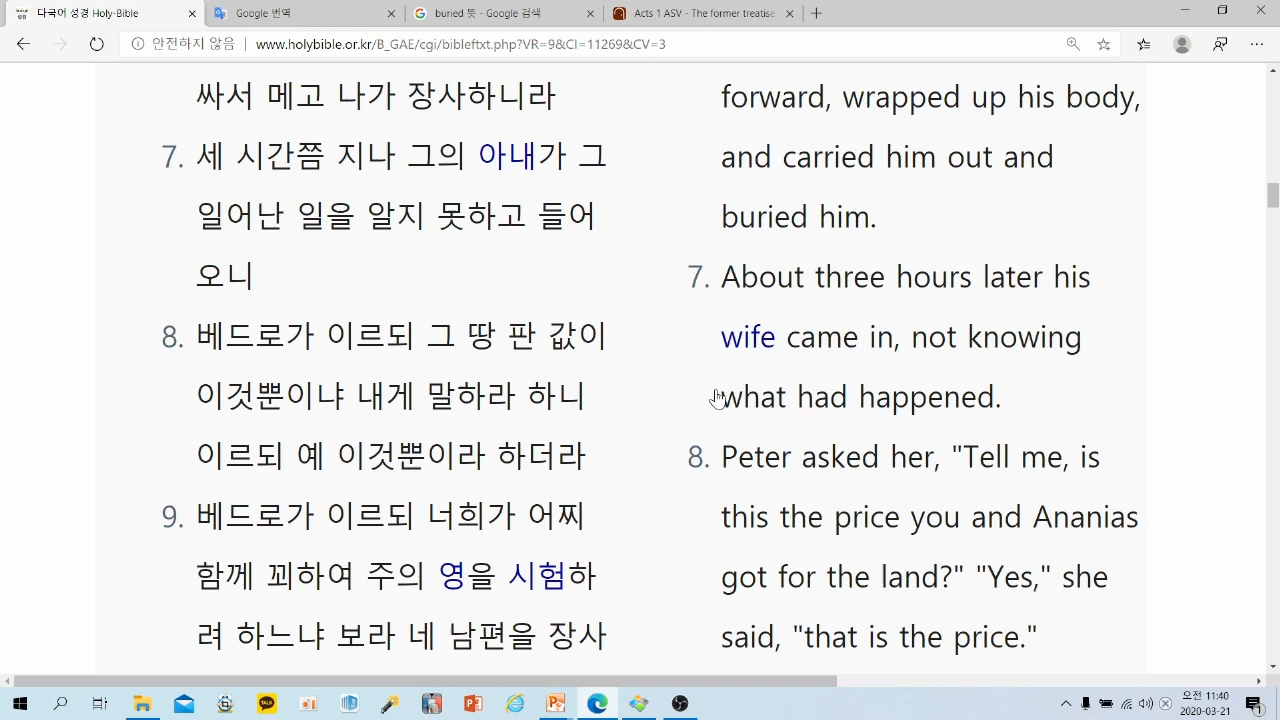 다국어 성경 Holy-Bible
Google 번역
buried 뜻 - Google 검색
Acts 1 ASV - The former treatise
안전하지 않음
www.holybible.or.kr/B_GAE/cgi/bibleftxt.php?VR=9&CI=11269&CV=3
싸서 메고 나가 장사하니라
7. 세 시간쯤 지나 그의 아내가 그
일어난 일을 알지 못하고 들어
오니
8. 베드로가 이르되 그 땅 판 값이
이것뿐이냐 내게 말하라 하니
이르되 예 이것뿐이라 하더라
9. 베드로가 이르되 너희가 어찌
함께 꾀하여 주의 영을 시험하
려 하느냐 보라 네 남편을 장사
forward, wrapped up his body,
and carried him out and
buried him.
7. About three hours later his
wife came in, not knowing
what had happened.
8. Peter asked her, "Tell me, is
this the price you and Ananias
got for the land?" "Yes," she
said, "that is the price."
TALK
오전 11:40
2020-03-21
1